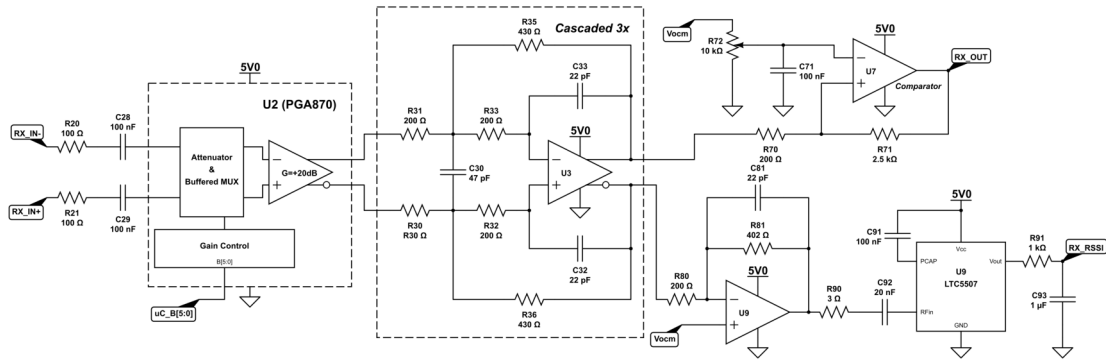 R35
430 Ω
Cascaded 3x
Vocm
R72
10 kΩ
5V0
RX_OUT
C33
22 pF
C71
100 nF
U7
Comparator
5V0
U2 (PGA870)
R20
100 Ω
C28
100 nF
RX_IN-
R31
200 Ω
R33
200 Ω
5V0
Attenuator
&
Buffered MUX
G=+20dB
C30
47 pF
U3
R70
200 Ω
R71
2.5 kΩ
C81
22 pF
RX_IN+
R21
100 Ω
C29
100 nF
R30
R30 Ω
R32
200 Ω
R81
402 Ω
5V0
C91
100 nF
Vcc
PCAP
Vout
R91
1 kΩ
RX_RSSI
Gain Control
B[5:0]
C32
22 pF
R80
200 Ω
5V0
U9
LTC5507
uC_B[5:0]
R36
430 Ω
U9
R90
3 Ω
C92
20 nF
RFin
GND
C93
1 µF
Vocm